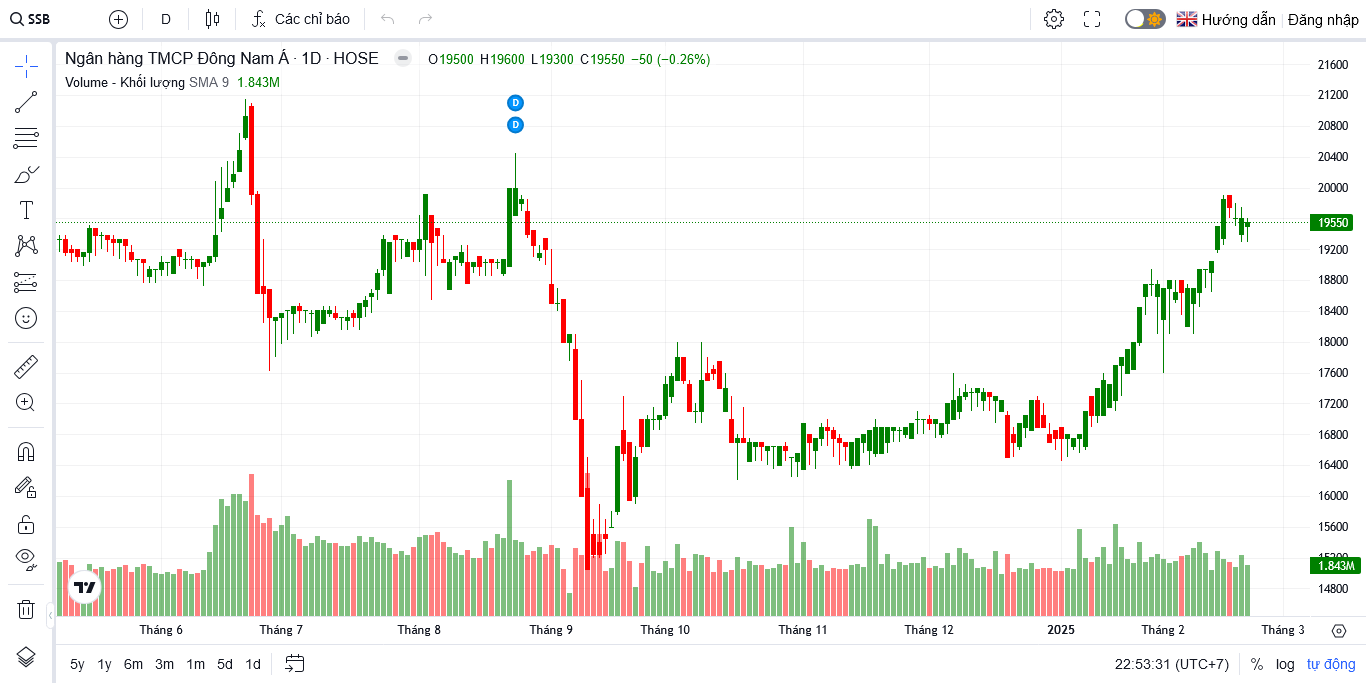 SSB D Các chỉ báo Hướng dẫn Đăng nhập
Ngân hàng TMCP Đông Nam Á · 1D · HOSE O19500 H19600 L19300 C19550 −50 (−0.26%)
Volume - Khối lượng SMA 9 1.843M
D
D
21600
21200
20800
20400
20000
19550
19200
18800
18400
18000
17600
17200
16800
16400
16000
15600
15200
1.843M
14800
Tháng 6 Tháng 7 Tháng 8 Tháng 9 Tháng 10 Tháng 11 Tháng 12 2025 Tháng 2 Tháng 3
5y 1y 6m 3m 1m 5d 1d 22:53:31 (UTC+7) % log tự động